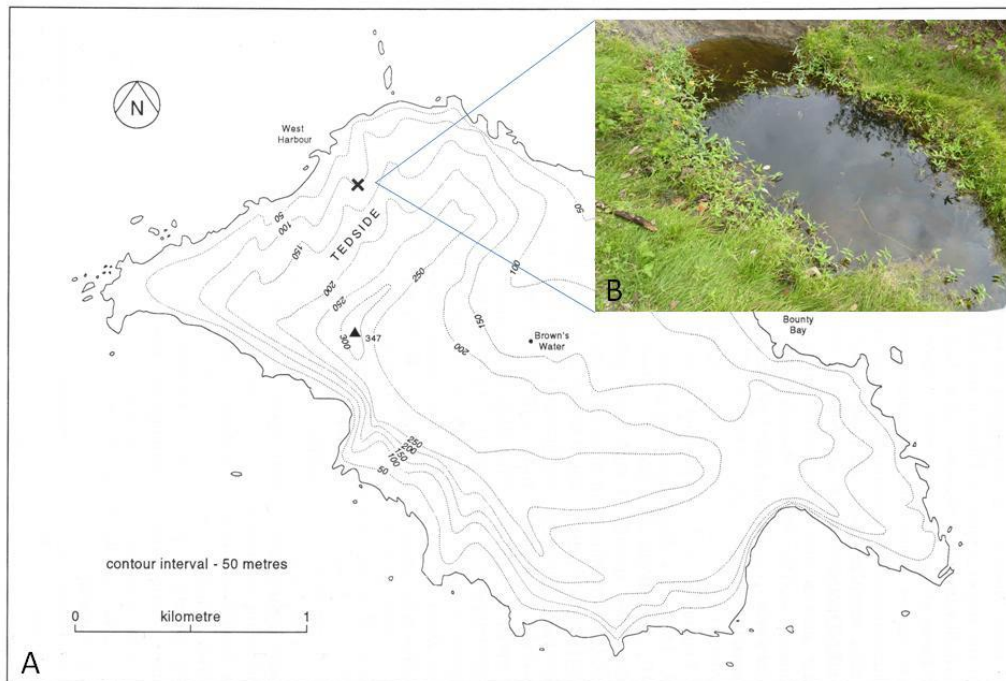 N
West
Harbour
50
100
150
TEDSIDE
200
250
300
347
250
200
150
100
50
Brown's
Water
Bounty
Bay
250
200
150
100
50
contour interval - 50 metres
0 kilometre 1
A
B